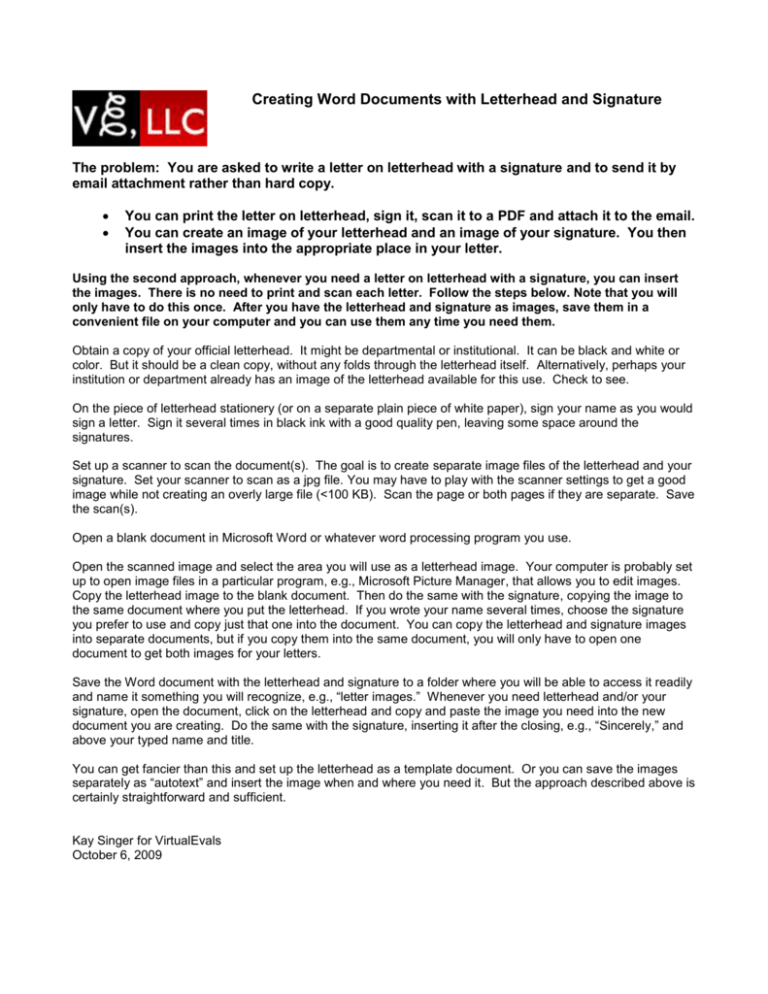 VE, LLC
Creating Word Documents with Letterhead and Signature
The problem:  You are asked to write a letter on letterhead with a signature and to send it by
email attachment rather than hard copy.
• You can print the letter on letterhead, sign it, scan it to a PDF and attach it to the email.
• You can create an image of your letterhead and an image of your signature.  You then
insert the images into the appropriate place in your letter.
Using the second approach, whenever you need a letter on letterhead with a signature, you can insert
the images.  There is no need to print and scan each letter.  Follow the steps below. Note that you will
only have to do this once.  After you have the letterhead and signature as images, save them in a
convenient file on your computer and you can use them any time you need them.
Obtain a copy of your official letterhead.  It might be departmental or institutional.  It can be black and white or
color.  But it should be a clean copy, without any folds through the letterhead itself.  Alternatively, perhaps your
institution or department already has an image of the letterhead available for this use.  Check to see.
On the piece of letterhead stationery (or on a separate plain piece of white paper), sign your name as you would
sign a letter.  Sign it several times in black ink with a good quality pen, leaving some space around the
signatures.
Set up a scanner to scan the document(s).  The goal is to create separate image files of the letterhead and your
signature.  Set your scanner to scan as a jpg file. You may have to play with the scanner settings to get a good
image while not creating an overly large file (<100 KB).  Scan the page or both pages if they are separate.  Save
the scan(s).
Open a blank document in Microsoft Word or whatever word processing program you use.
Open the scanned image and select the area you will use as a letterhead image.  Your computer is probably set
up to open image files in a particular program, e.g., Microsoft Picture Manager, that allows you to edit images.
Copy the letterhead image to the blank document.  Then do the same with the signature, copying the image to
the same document where you put the letterhead.  If you wrote your name several times, choose the signature
you prefer to use and copy just that one into the document.  You can copy the letterhead and signature images
into separate documents, but if you copy them into the same document, you will only have to open one
document to get both images for your letters.
Save the Word document with the letterhead and signature to a folder where you will be able to access it readily
and name it something you will recognize, e.g., “letter images.”  Whenever you need letterhead and/or your
signature, open the document, click on the letterhead and copy and paste the image you need into the new
document you are creating.  Do the same with the signature, inserting it after the closing, e.g., “Sincerely,” and
above your typed name and title.
You can get fancier than this and set up the letterhead as a template document.  Or you can save the images
separately as “autotext” and insert the image when and where you need it.  But the approach described above is
certainly straightforward and sufficient.
Kay Singer for VirtualEvals
October 6, 2009